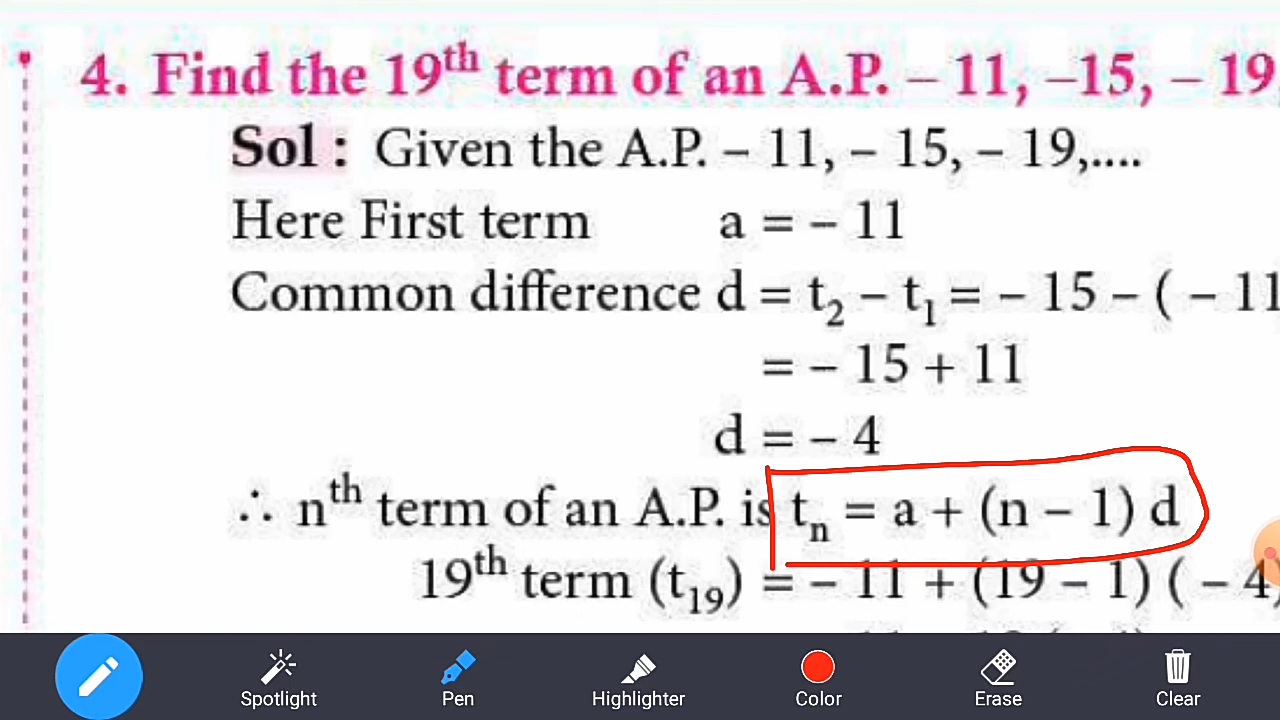 4. Find the 19th term of an A.P. – 11, –15, – 19,
Sol : Given the A.P. – 11, – 15, – 19,....
Here First term a = – 11
Common difference d = t₂ – t₁ = – 15 – ( – 11
= – 15 + 11
d = – 4
∴ nth term of an A.P. is tₙ = a + (n – 1) d
19th term (t₁₉) = – 11 + (19 – 1) ( – 4)
Spotlight Pen Highlighter Color Erase Clear